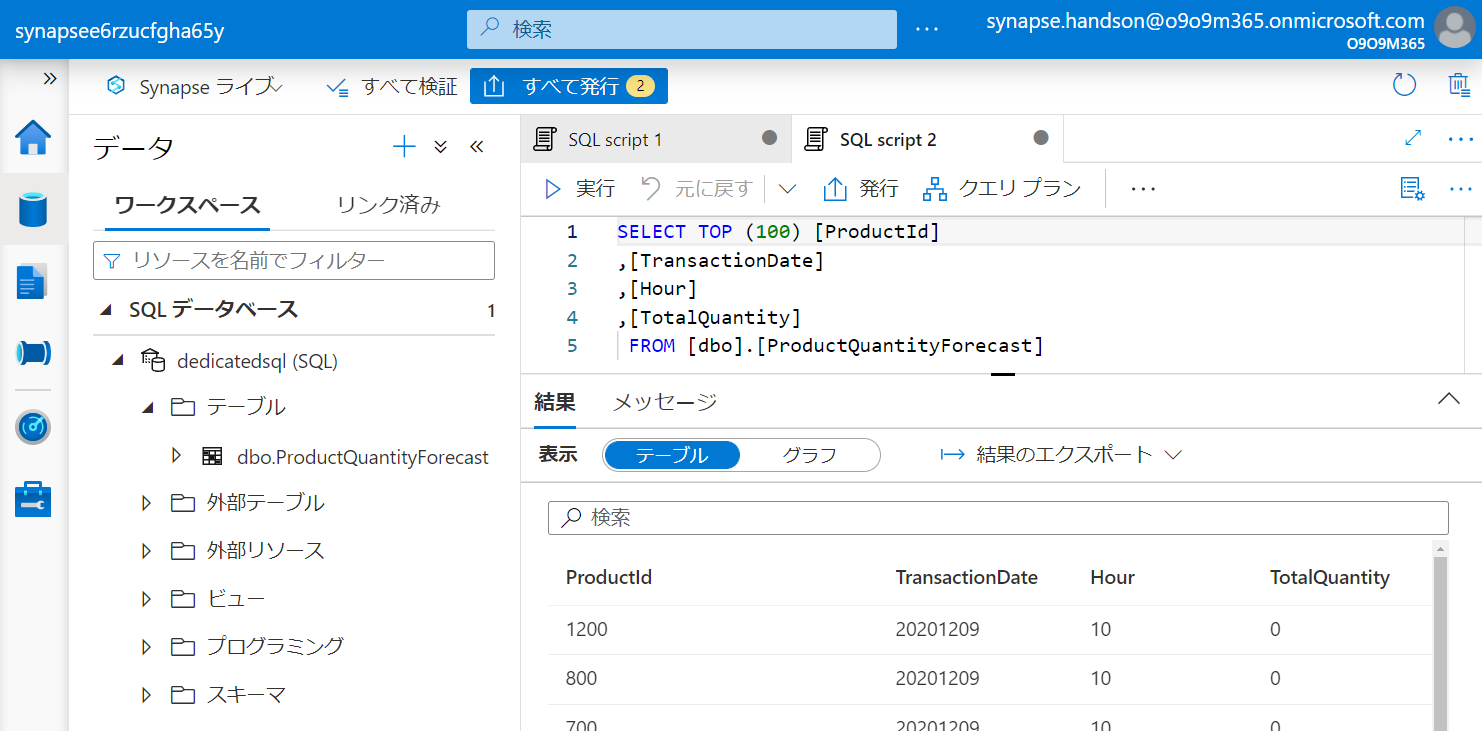 synapsee6rzucfgha65y
検索
synapse.handson@o9o9m365.onmicrosoft.com
O9O9M365
Synapse ライブ
すべて検証
すべて発行 2
データ
ワークスペース
リンク済み
リソースを名前でフィルター
SQL データベース 1
dedicatedsql (SQL)
テーブル
dbo.ProductQuantityForecast
外部テーブル
外部リソース
ビュー
プログラミング
スキーマ
SQL script 1
SQL script 2
実行
元に戻す
発行
クエリ プラン
1 SELECT TOP (100) [ProductId]
2 ,[TransactionDate]
3 ,[Hour]
4 ,[TotalQuantity]
5 FROM [dbo].[ProductQuantityForecast]
結果
メッセージ
表示
テーブル
グラフ
結果のエクスポート
検索
ProductId TransactionDate Hour TotalQuantity
1200 20201209 10 0
800 20201209 10 0
700 20201209 10 0